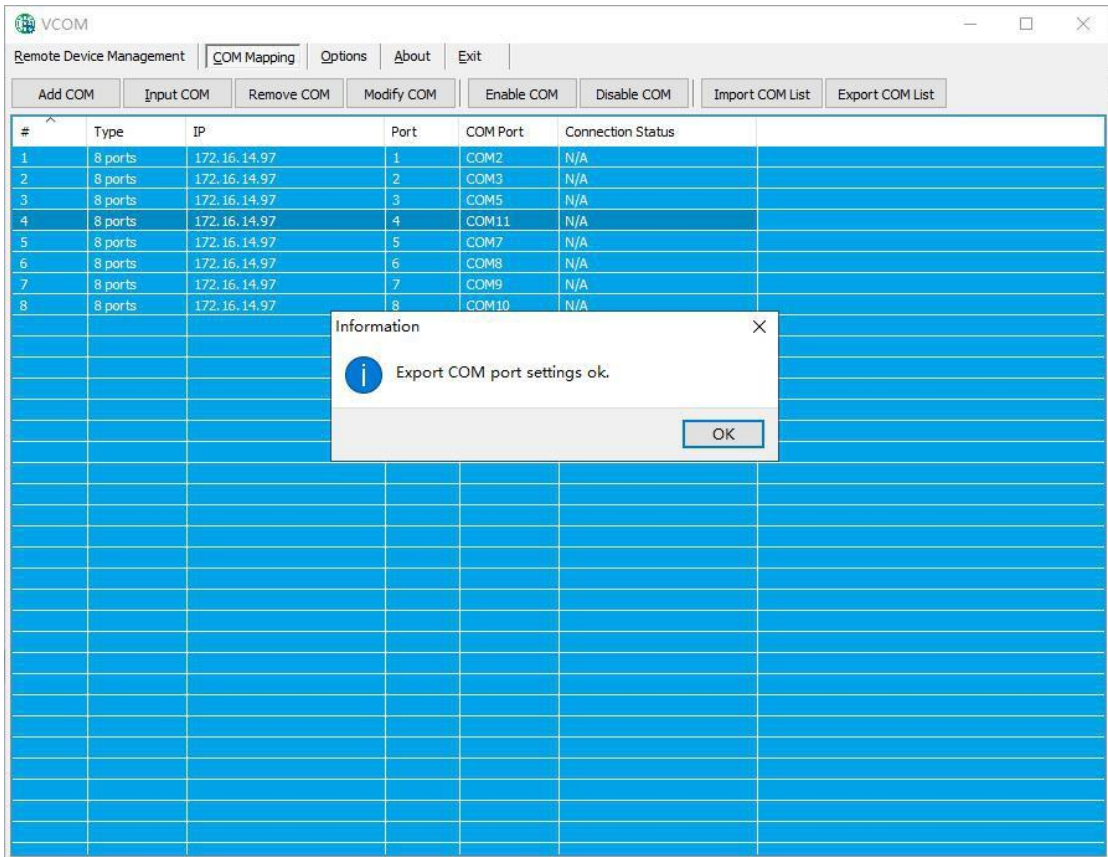 VCOM
Remote Device Management COM Mapping Options About Exit
Add COM Input COM Remove COM Modify COM Enable COM Disable COM Import COM List Export COM List
# Type IP Port COM Port Connection Status
1 8 ports 172.16.14.97 1 COM2 N/A
2 8 ports 172.16.14.97 2 COM3 N/A
3 8 ports 172.16.14.97 3 COM5 N/A
4 8 ports 172.16.14.97 4 COM11 N/A
5 8 ports 172.16.14.97 5 COM7 N/A
6 8 ports 172.16.14.97 6 COM8 N/A
7 8 ports 172.16.14.97 7 COM9 N/A
8 8 ports 172.16.14.97 8 COM10 N/A
Information
Export COM port settings ok.
OK